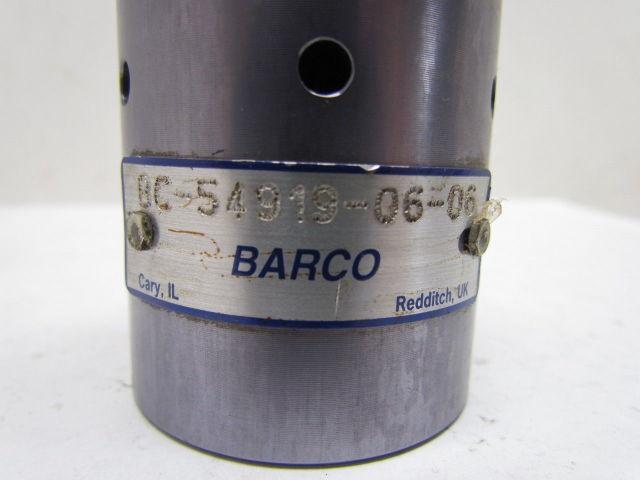 BC-54919-06-06
BARCO
Cary, IL
Redditch, UK